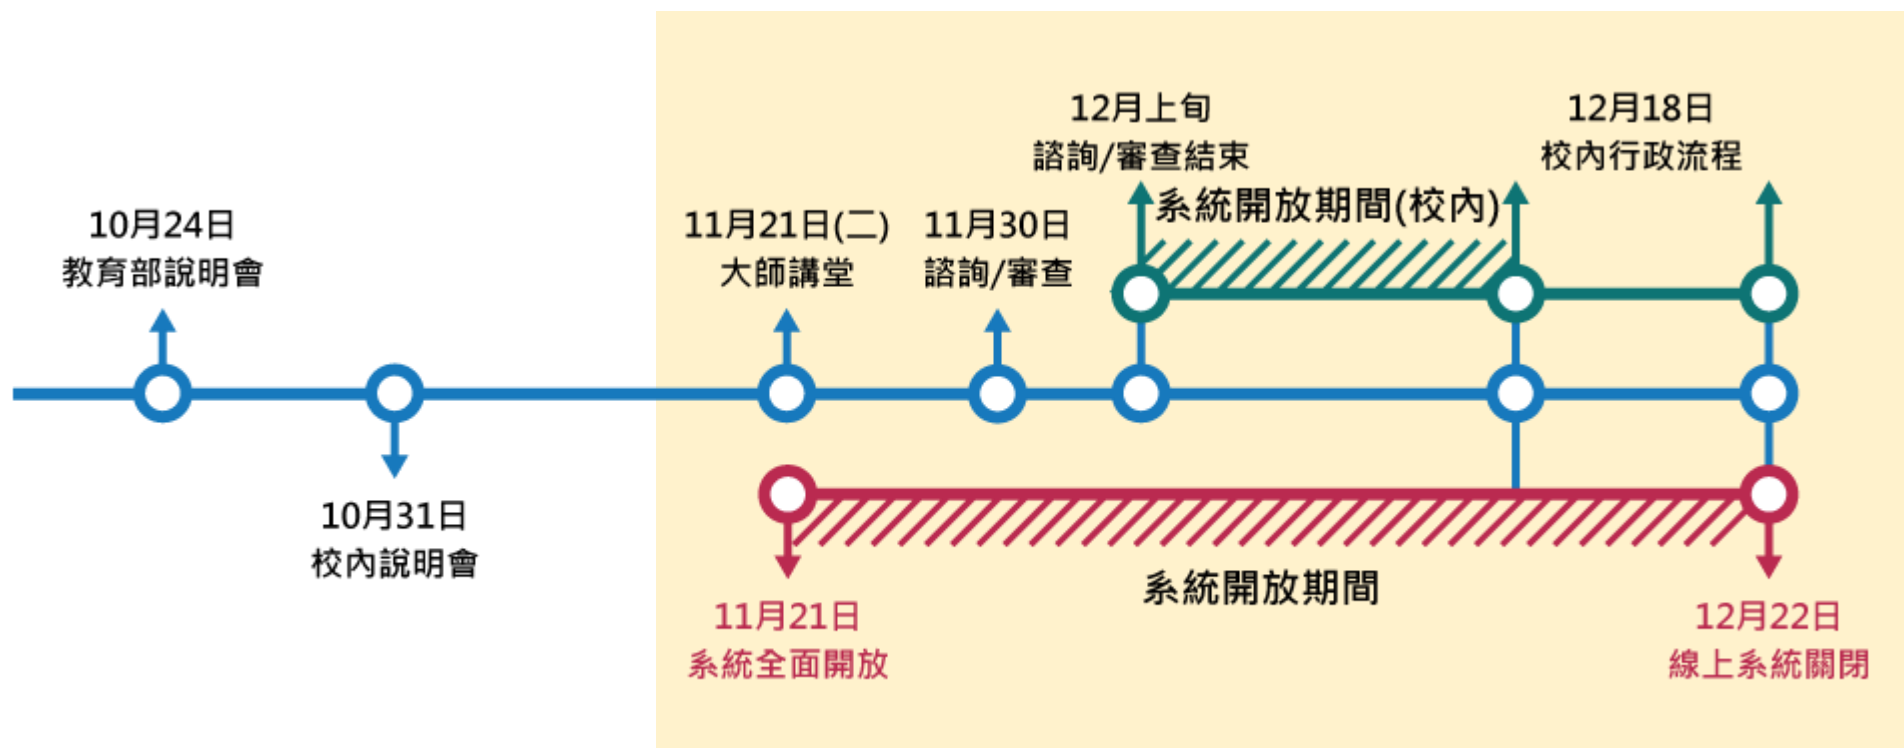 10月24日
教育部說明會
10月31日
校內說明會
11月21日(二)
大師講堂
11月30日
諮詢/審查
12月上旬
諮詢/審查結束
系統開放期間(校內)
12月18日
校內行政流程
11月21日
系統全面開放
系統開放期間
12月22日
線上系統關閉